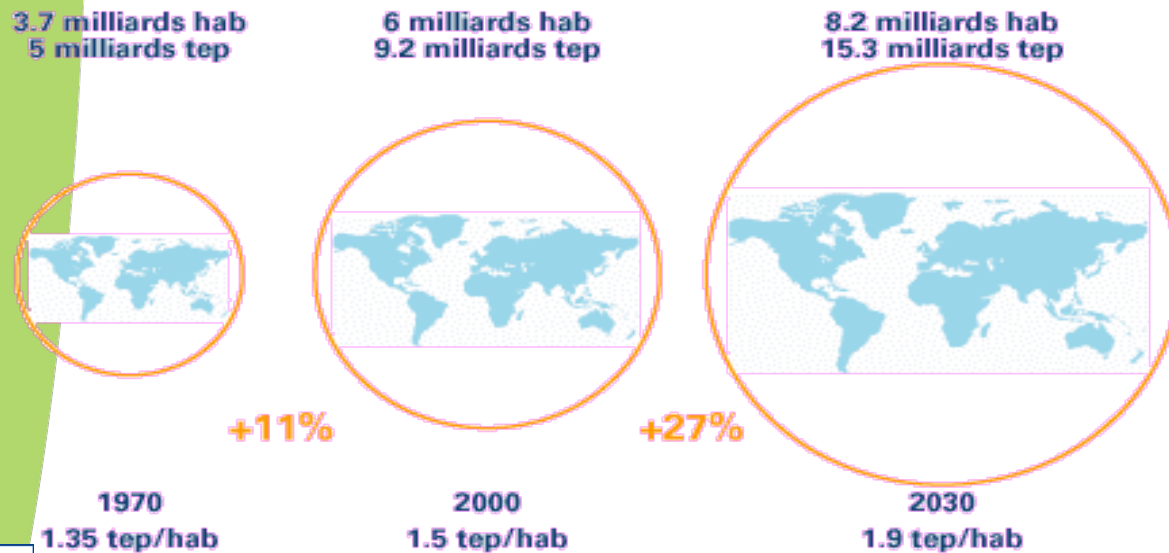 3.7 milliards hab
5 milliards tep
6 milliards hab
9.2 milliards tep
8.2 milliards hab
15.3 milliards tep
+11%
+27%
1970
1.35 tep/hab
2000
1.5 tep/hab
2030
1.9 tep/hab